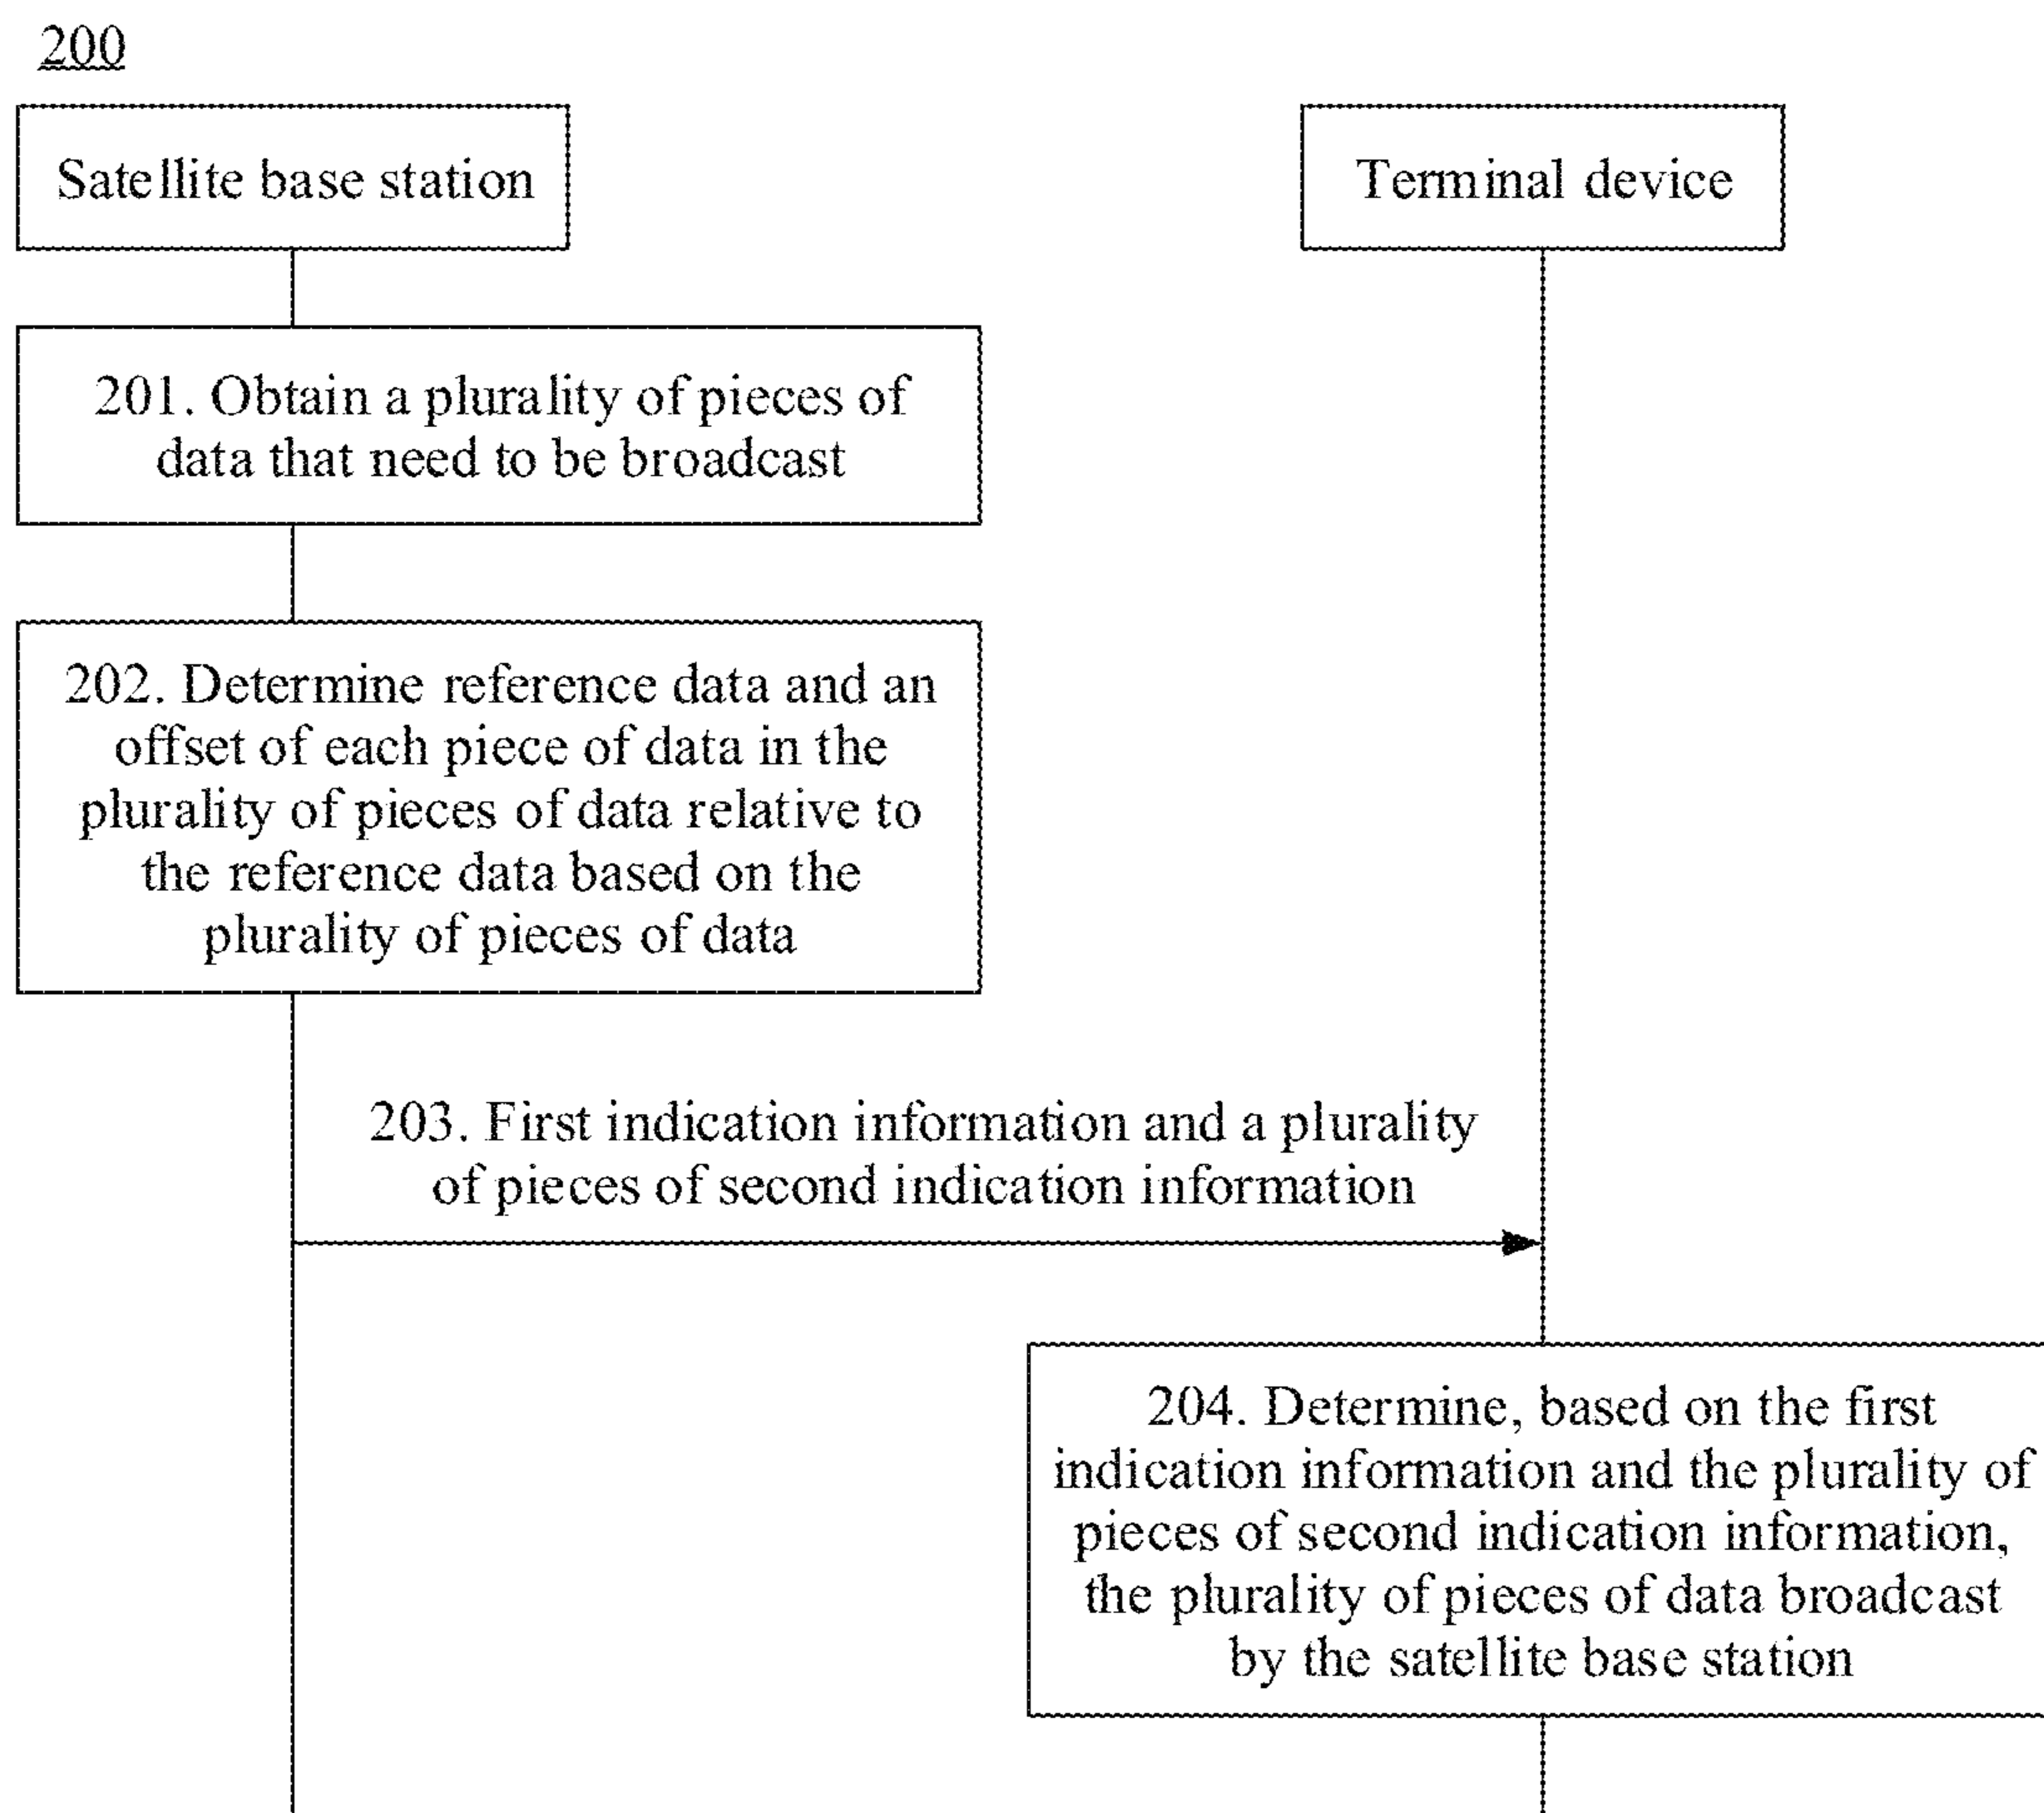 200
Satellite base station
Terminal device
201. Obtain a plurality of pieces of
data that need to be broadcast
202. Determine reference data and an
offset of each piece of data in the
plurality of pieces of data relative to
the reference data based on the
plurality of pieces of data
203. First indication information and a plurality
of pieces of second indication information
204. Determine, based on the first
indication information and the plurality of
pieces of second indication information,
the plurality of pieces of data broadcast
by the satellite base station